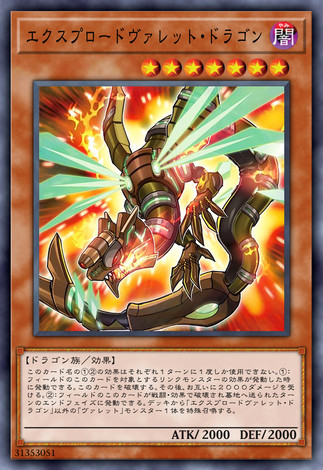 エクスプロードヴァレット・ドラゴン
やみ
闇
【ドラゴン族／効果】
このカード名の①②の効果はそれぞれ１ターンに１度しか使用できない。①：
フィールドのこのカードを対象とするリンクモンスターの効果が発動した時
に発動できる。このカードを破壊する。その後、お互いに２０００ダメージを受
ける。②：フィールドのこのカードが戦闘・効果で破壊され墓地へ送られたターン
のエンドフェイズに発動できる。デッキから「エクスプロードヴァレット・ド
ラゴン」以外の「ヴァレット」モンスター１体を特殊召喚する。
ATK/ 2000 DEF/ 2000
31353051